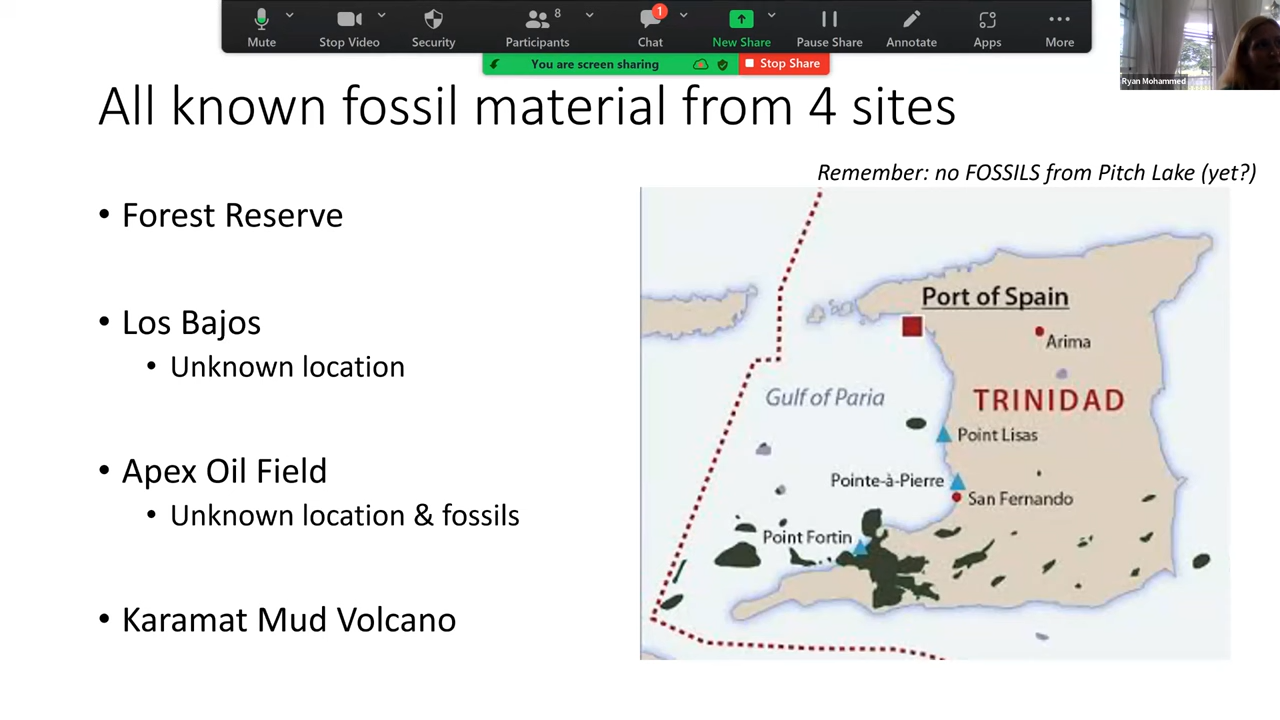 Mute
Stop Video
Security
Participants
8
Chat
1
New Share
Pause Share
Annotate
Apps
More
You are screen sharing
Stop Share
Ryan Mohammed
All known fossil material from 4 sites
Remember: no FOSSILS from Pitch Lake (yet?)
• Forest Reserve
• Los Bajos
• Unknown location
• Apex Oil Field
• Unknown location & fossils
• Karamat Mud Volcano
Port of Spain
Arima
Gulf of Paria
TRINIDAD
Point Lisas
Pointe-à-Pierre
San Fernando
Point Fortin